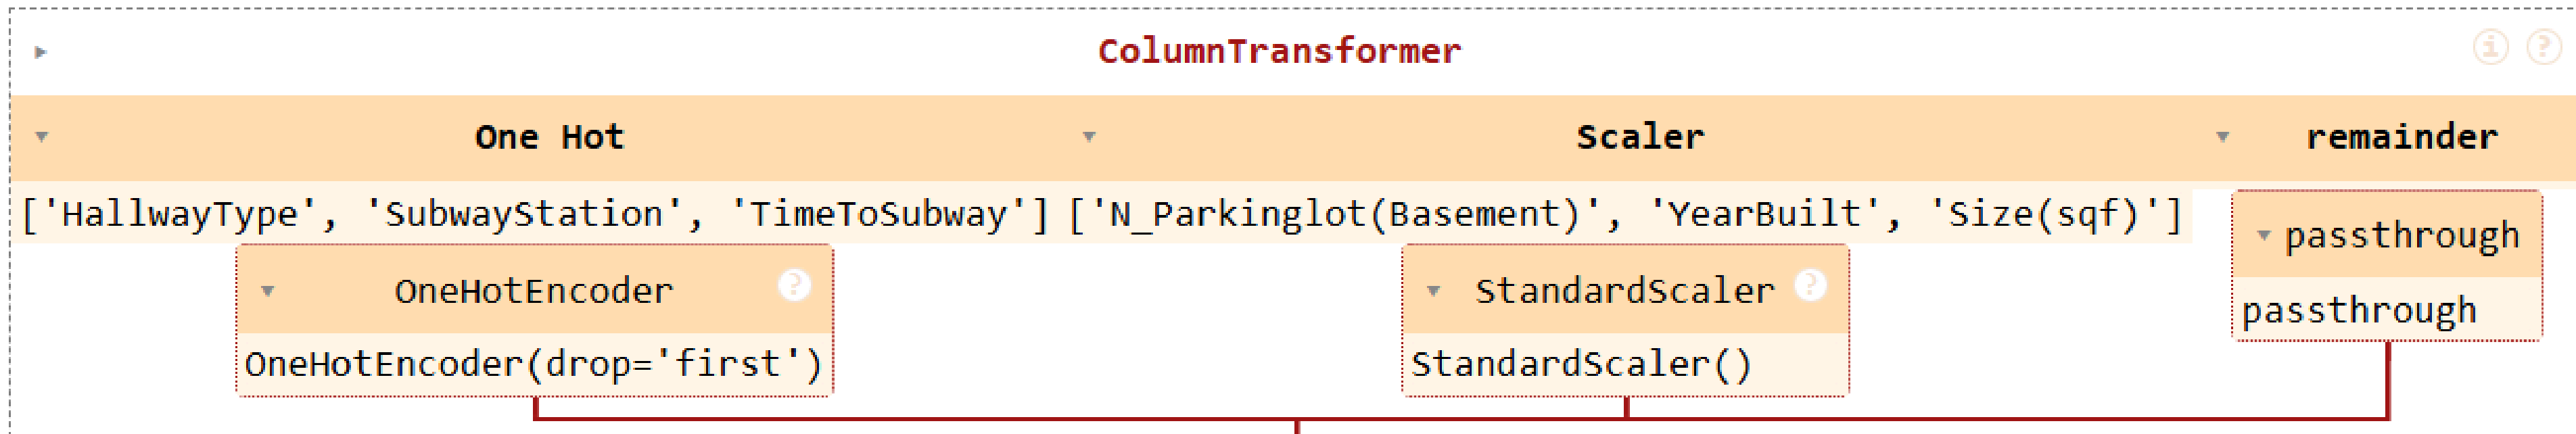 ColumnTransformer
One Hot
Scaler
remainder
['HallwayType', 'SubwayStation', 'TimeToSubway']
['N_Parkinglot(Basement)', 'YearBuilt', 'Size(sqf)']
passthrough
passthrough
OneHotEncoder ?
OneHotEncoder(drop='first')
StandardScaler ?
StandardScaler()
i ?